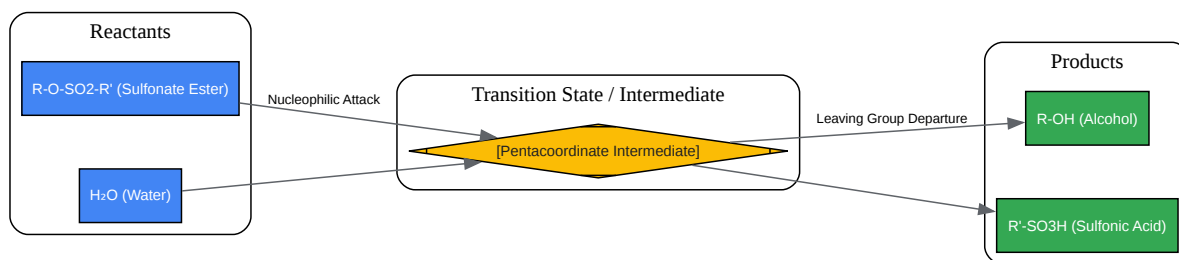 Reactants
R-O-SO2-R' (Sulfonate Ester)
H₂O (Water)
Nucleophilic Attack
Transition State / Intermediate
[Pentacoordinate Intermediate]
Leaving Group Departure
Products
R-OH (Alcohol)
R'-SO3H (Sulfonic Acid)